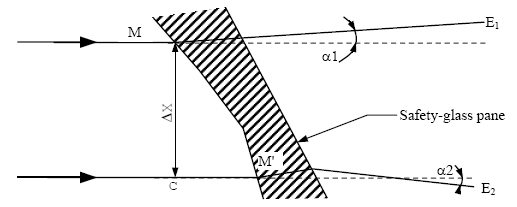 M
E1
α1
ΔX
Safety-glass pane
M'
α2
C
E2